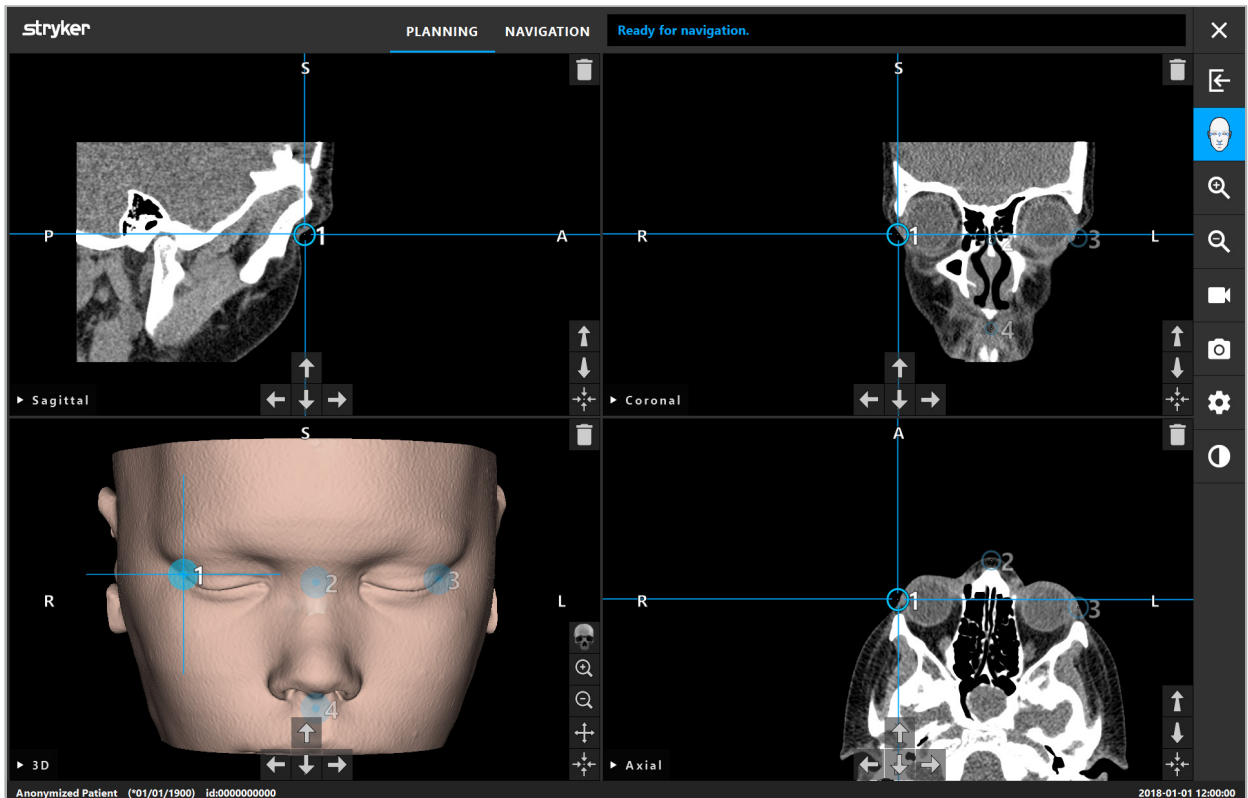 stryker
PLANNING NAVIGATION
Ready for navigation.
S
P
A
1
Sagittal
S
R
L
1
2
3
4
Coronal
S
R
L
1
2
3
4
3D
A
R
L
1
2
3
Axial
Anonymized Patient (*01/01/1900) id:0000000000
2018-01-01 12:00:00